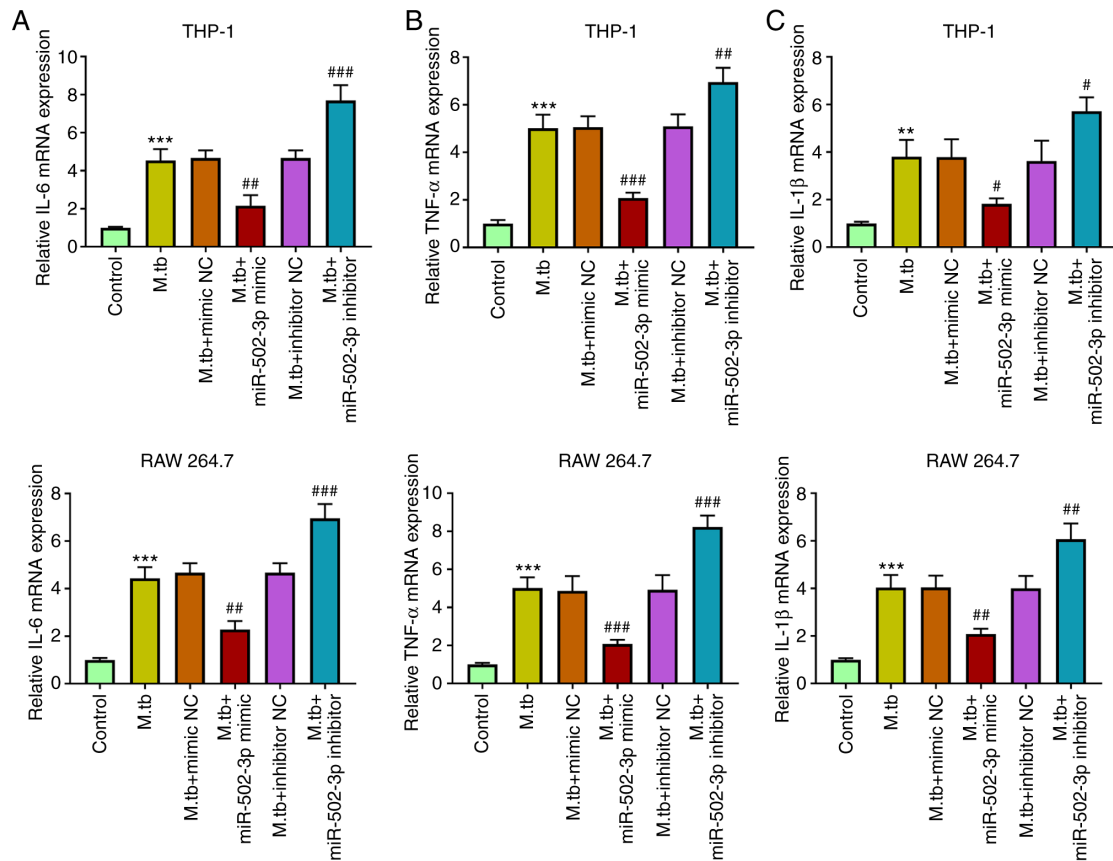 A
THP-1
Relative IL-6 mRNA expression
10
8
6
4
2
0
***
##
###
Control
M.tb
M.tb+mimic NC
M.tb+
miR-502-3p mimic
M.tb+inhibitor NC
M.tb+
miR-502-3p inhibitor
B
THP-1
Relative TNF-α mRNA expression
8
6
4
2
0
***
###
##
Control
M.tb
M.tb+mimic NC
M.tb+
miR-502-3p mimic
M.tb+inhibitor NC
M.tb+
miR-502-3p inhibitor
C
THP-1
Relative IL-1β mRNA expression
8
6
4
2
0
**
#
#
Control
M.tb
M.tb+mimic NC
M.tb+
miR-502-3p mimic
M.tb+inhibitor NC
M.tb+
miR-502-3p inhibitor
RAW 264.7
Relative IL-6 mRNA expression
8
6
4
2
0
***
##
###
Control
M.tb
M.tb+mimic NC
M.tb+
miR-502-3p mimic
M.tb+inhibitor NC
M.tb+
miR-502-3p inhibitor
RAW 264.7
Relative TNF-α mRNA expression
10
8
6
4
2
0
***
###
###
Control
M.tb
M.tb+mimic NC
M.tb+
miR-502-3p mimic
M.tb+inhibitor NC
M.tb+
miR-502-3p inhibitor
RAW 264.7
Relative IL-1β mRNA expression
8
6
4
2
0
***
##
##
Control
M.tb
M.tb+mimic NC
M.tb+
miR-502-3p mimic
M.tb+inhibitor NC
M.tb+
miR-502-3p inhibitor